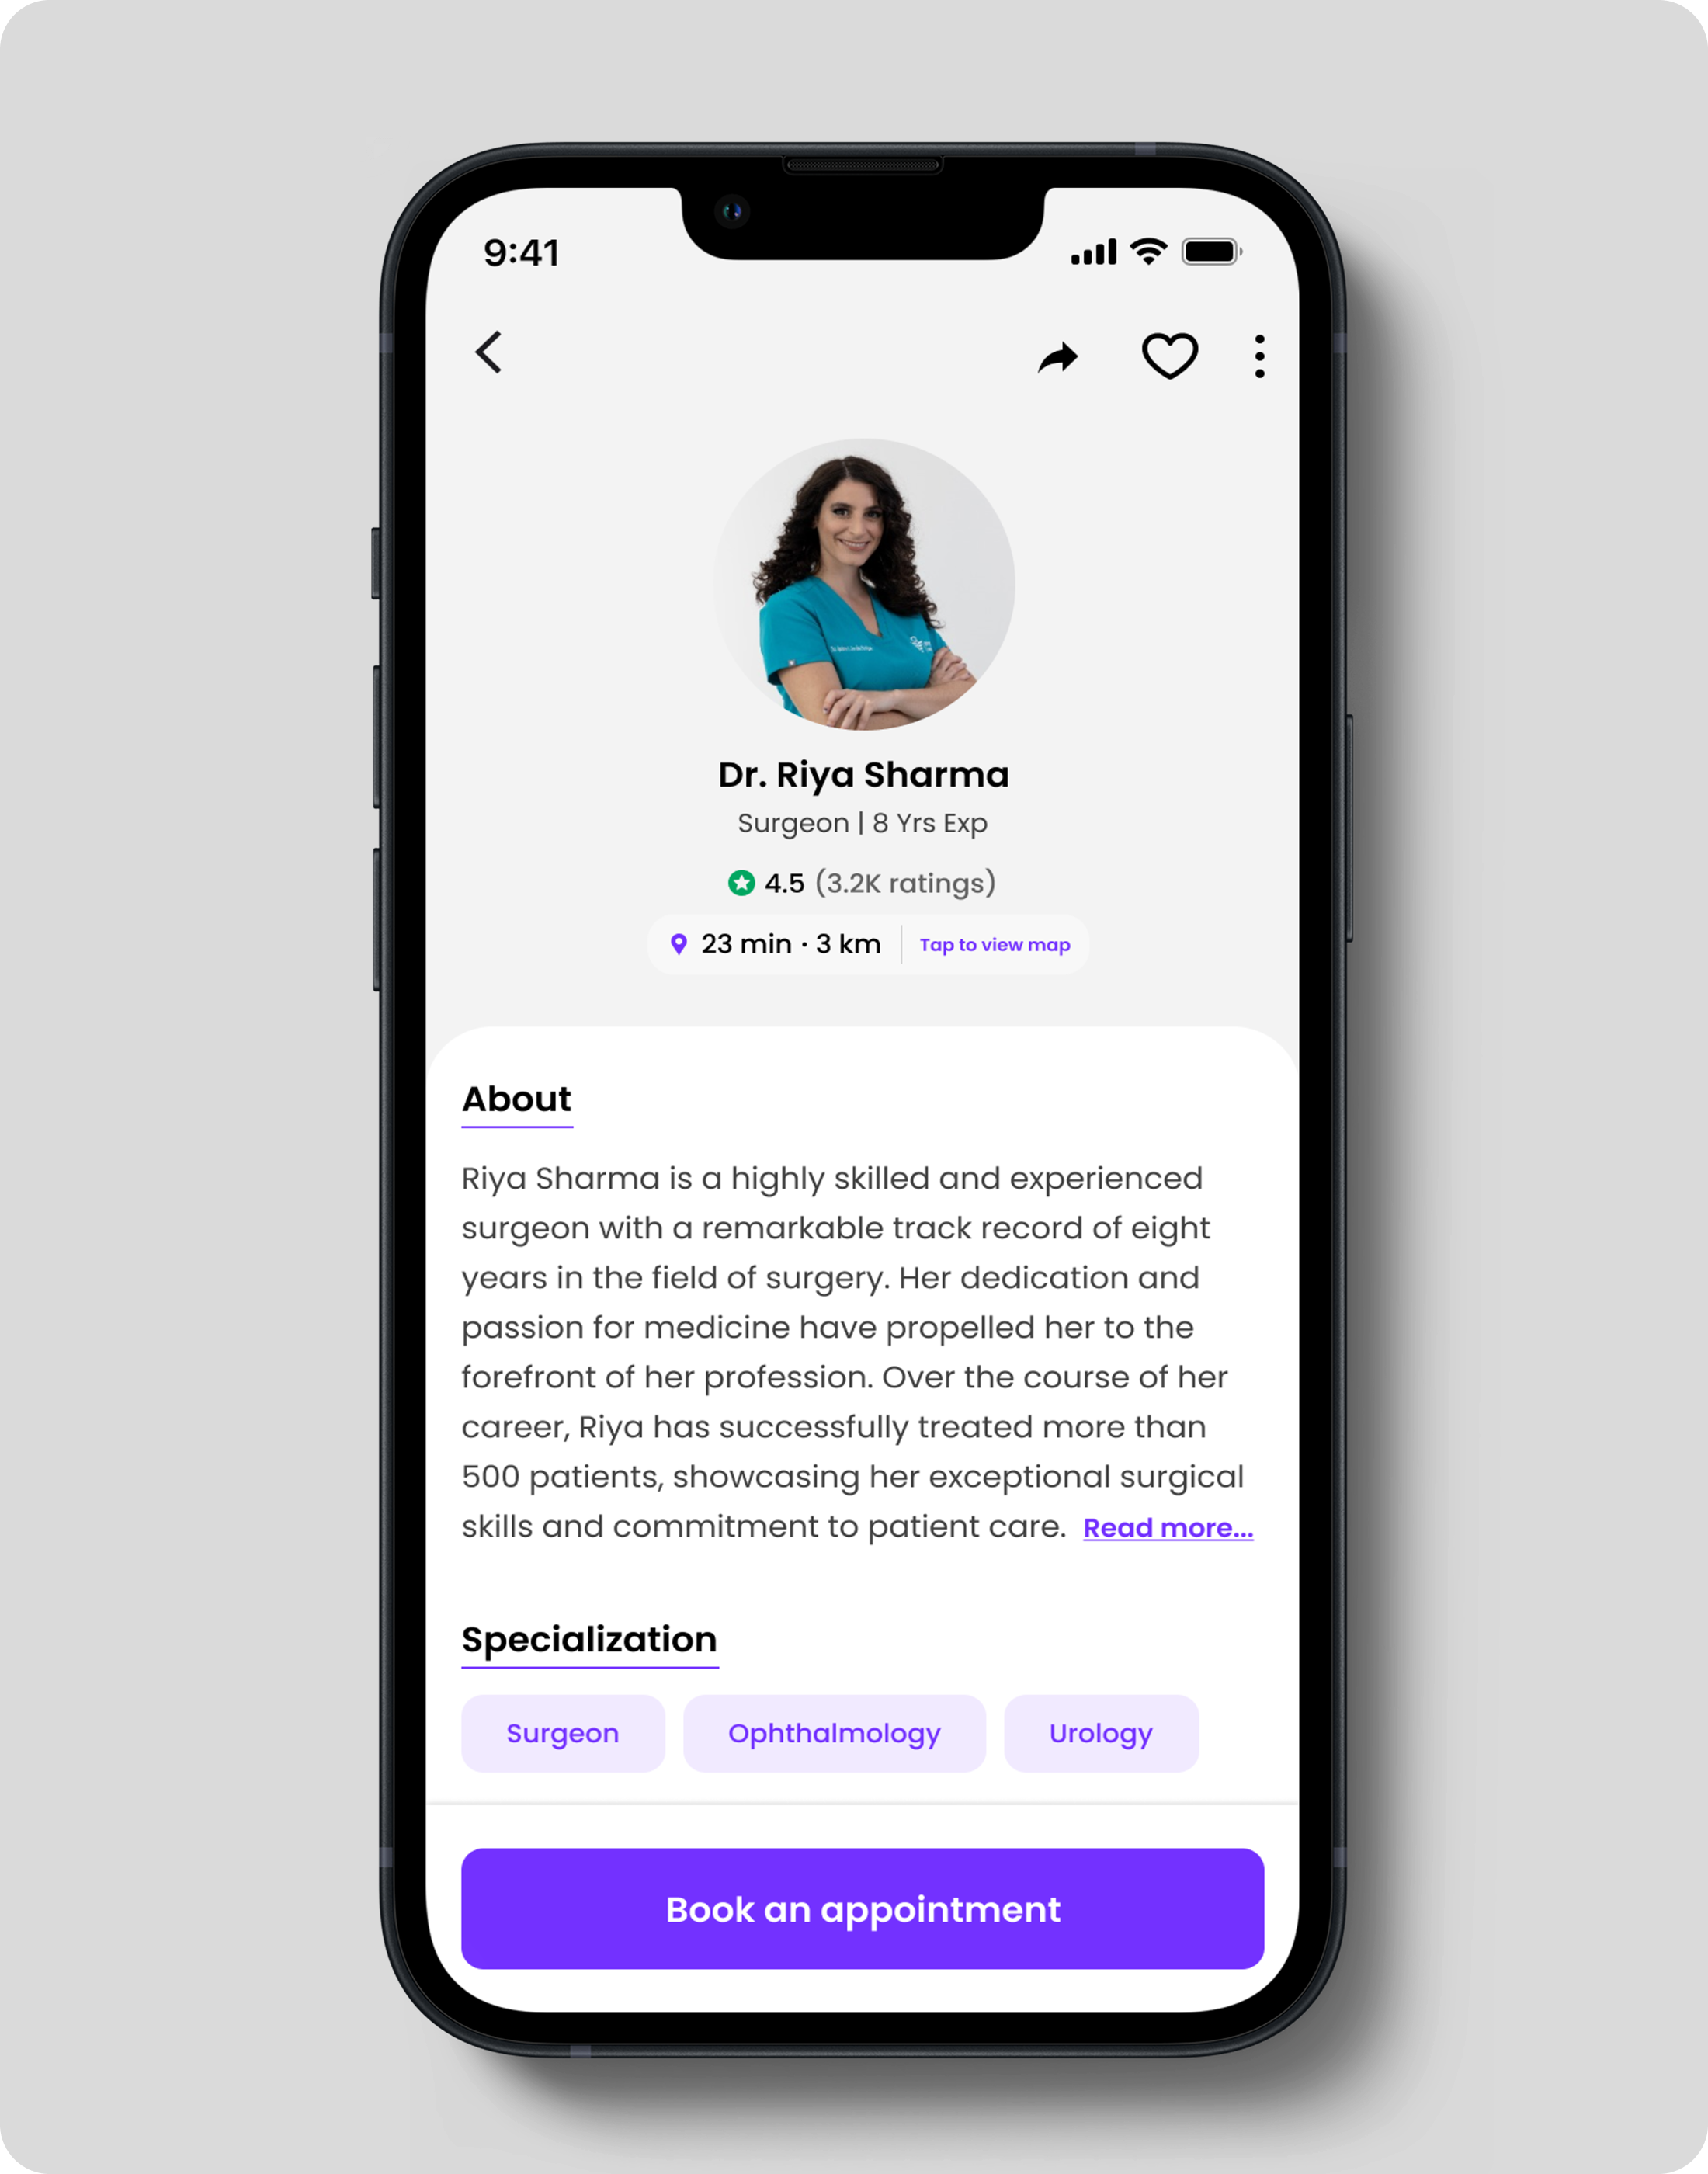 9:41
Dr. Riya Sharma
Surgeon | 8 Yrs Exp
4.5 (3.2K ratings)
23 min · 3 km Tap to view map
About
Riya Sharma is a highly skilled and experienced
surgeon with a remarkable track record of eight
years in the field of surgery. Her dedication and
passion for medicine have propelled her to the
forefront of her profession. Over the course of her
career, Riya has successfully treated more than
500 patients, showcasing her exceptional surgical
skills and commitment to patient care. Read more...
Specialization
Surgeon Ophthalmology Urology
Book an appointment